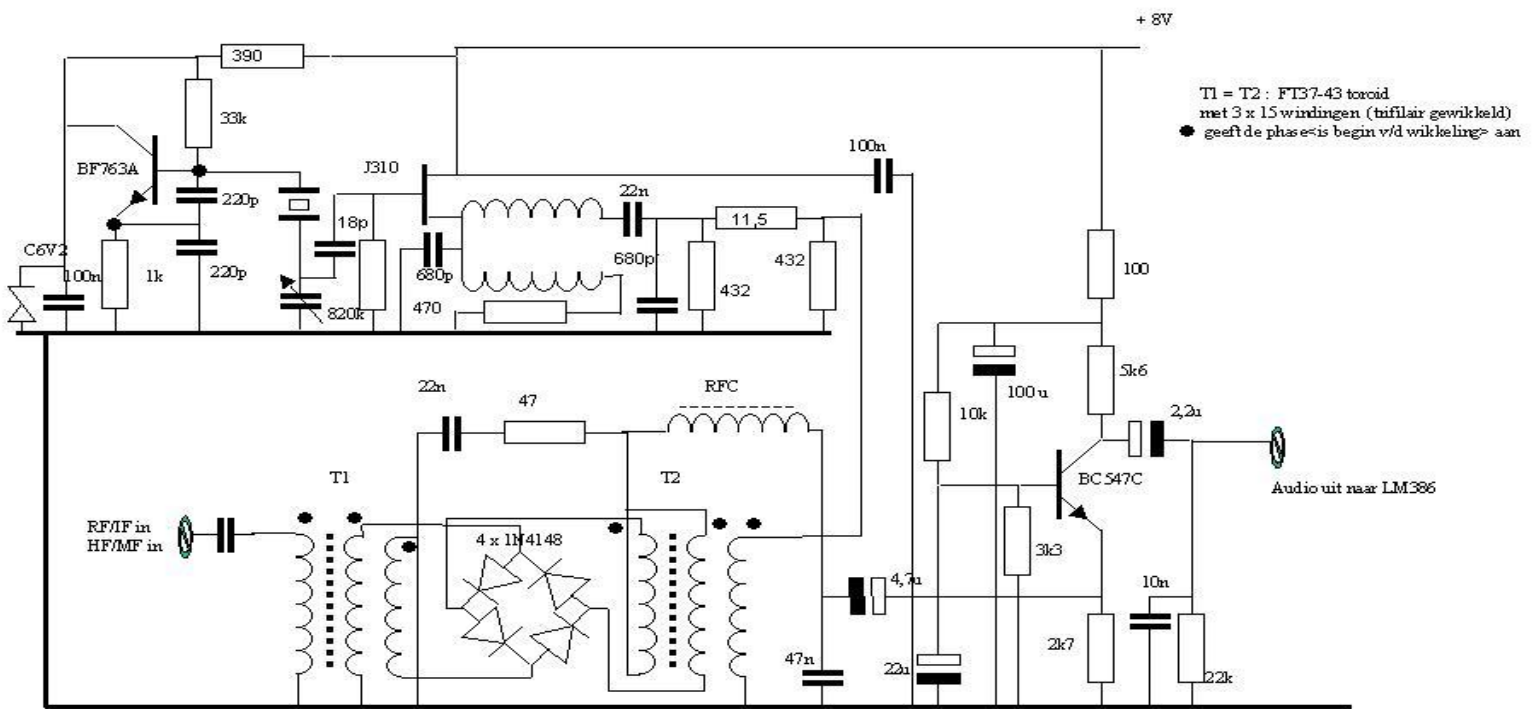 + 8V
390
T1 = T2 : FT37-43 toroid
met 3 x 15 windingen (trifilair gewikkeld)
geeft de phase<is begin v/d wikkeling> aan
33k
100n
BF763A
J310
22n
220p
18p
11,5
C6V2
100n
1k
220p
680p
680p
432
432
100
820k
470
22n
47
RFC
10k
100 u
5k6
2,2u
T1
T2
BC547C
Audio uit naar LM386
RF/IF in
HF/MF in
4 x 1N4148
3k3
4,7u
10n
47n
22u
2k7
22k